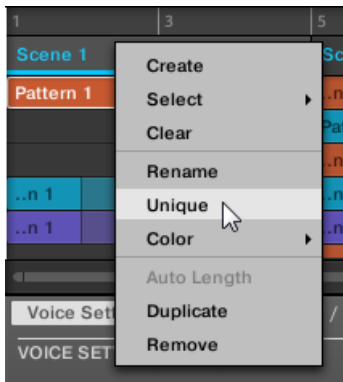 1 3 5
Scene 1 Sc
Pattern 1 ..n
Pat
..n
..n 1 ..n
..n 1 ..n
Create
Select
Clear
Rename
Unique
Color
Auto Length
Duplicate
Remove
Voice Sett /
VOICE SET